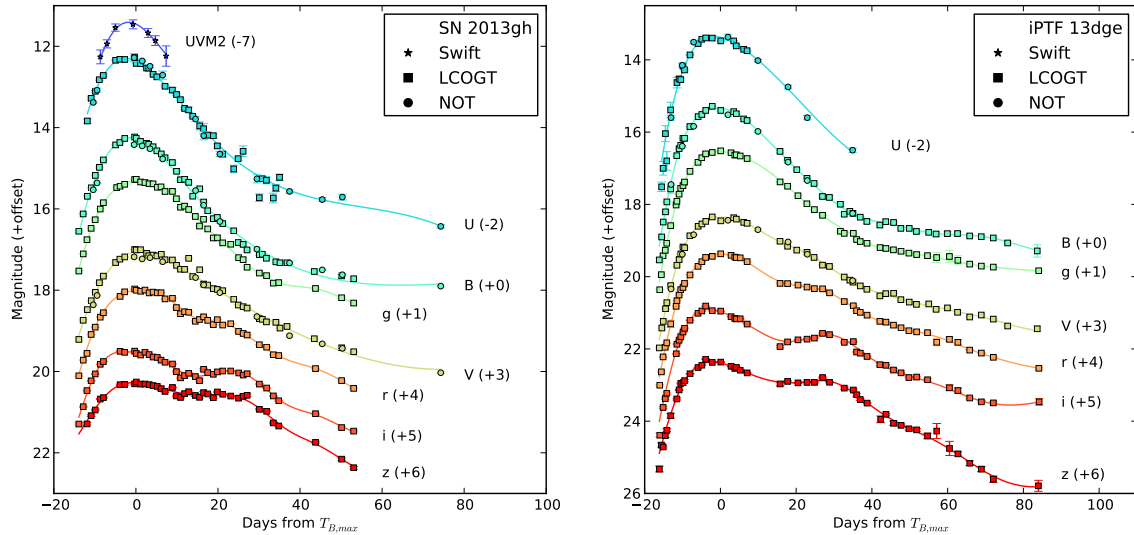 SN 2013gh
Swift
LCOGT
NOT
UVM2 (-7)
U (-2)
B (+0)
g (+1)
V (+3)
r (+4)
i (+5)
z (+6)
12
14
16
18
20
22
Magnitude (+offset)
−20
0
20
40
60
80
100
Days from T_{B,max}
iPTF 13dge
Swift
LCOGT
NOT
U (-2)
B (+0)
g (+1)
V (+3)
r (+4)
i (+5)
z (+6)
14
16
18
20
22
24
26
Magnitude (+offset)
−20
0
20
40
60
80
100
Days from T_{B,max}